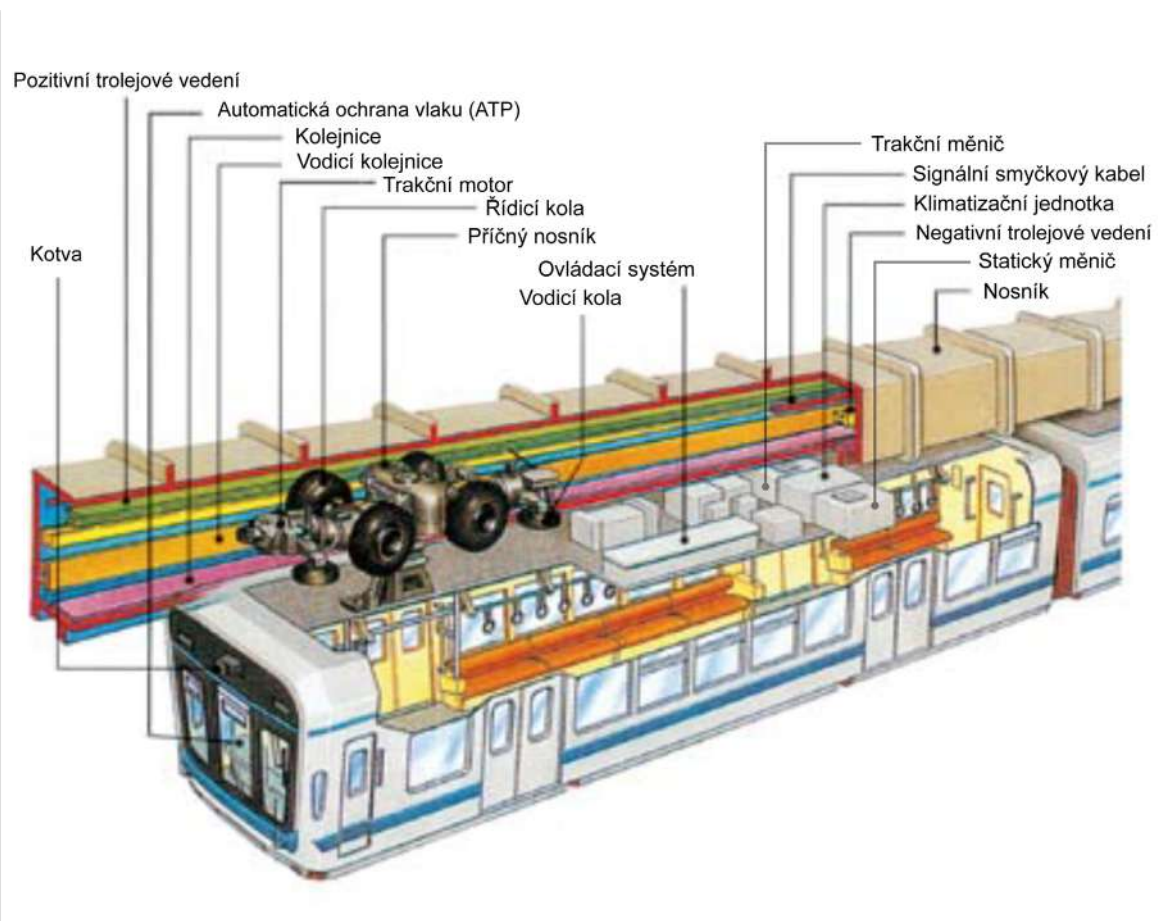 Pozitivní trolejové vedení
Automatická ochrana vlaku (ATP)
Kolejnice
Vodicí kolejnice
Trakční motor
Řídicí kola
Příčný nosník
Kotva
Ovládací systém
Vodicí kola
Trakční měnič
Signální smyčkový kabel
Klimatizační jednotka
Negativní trolejové vedení
Statický měnič
Nosník